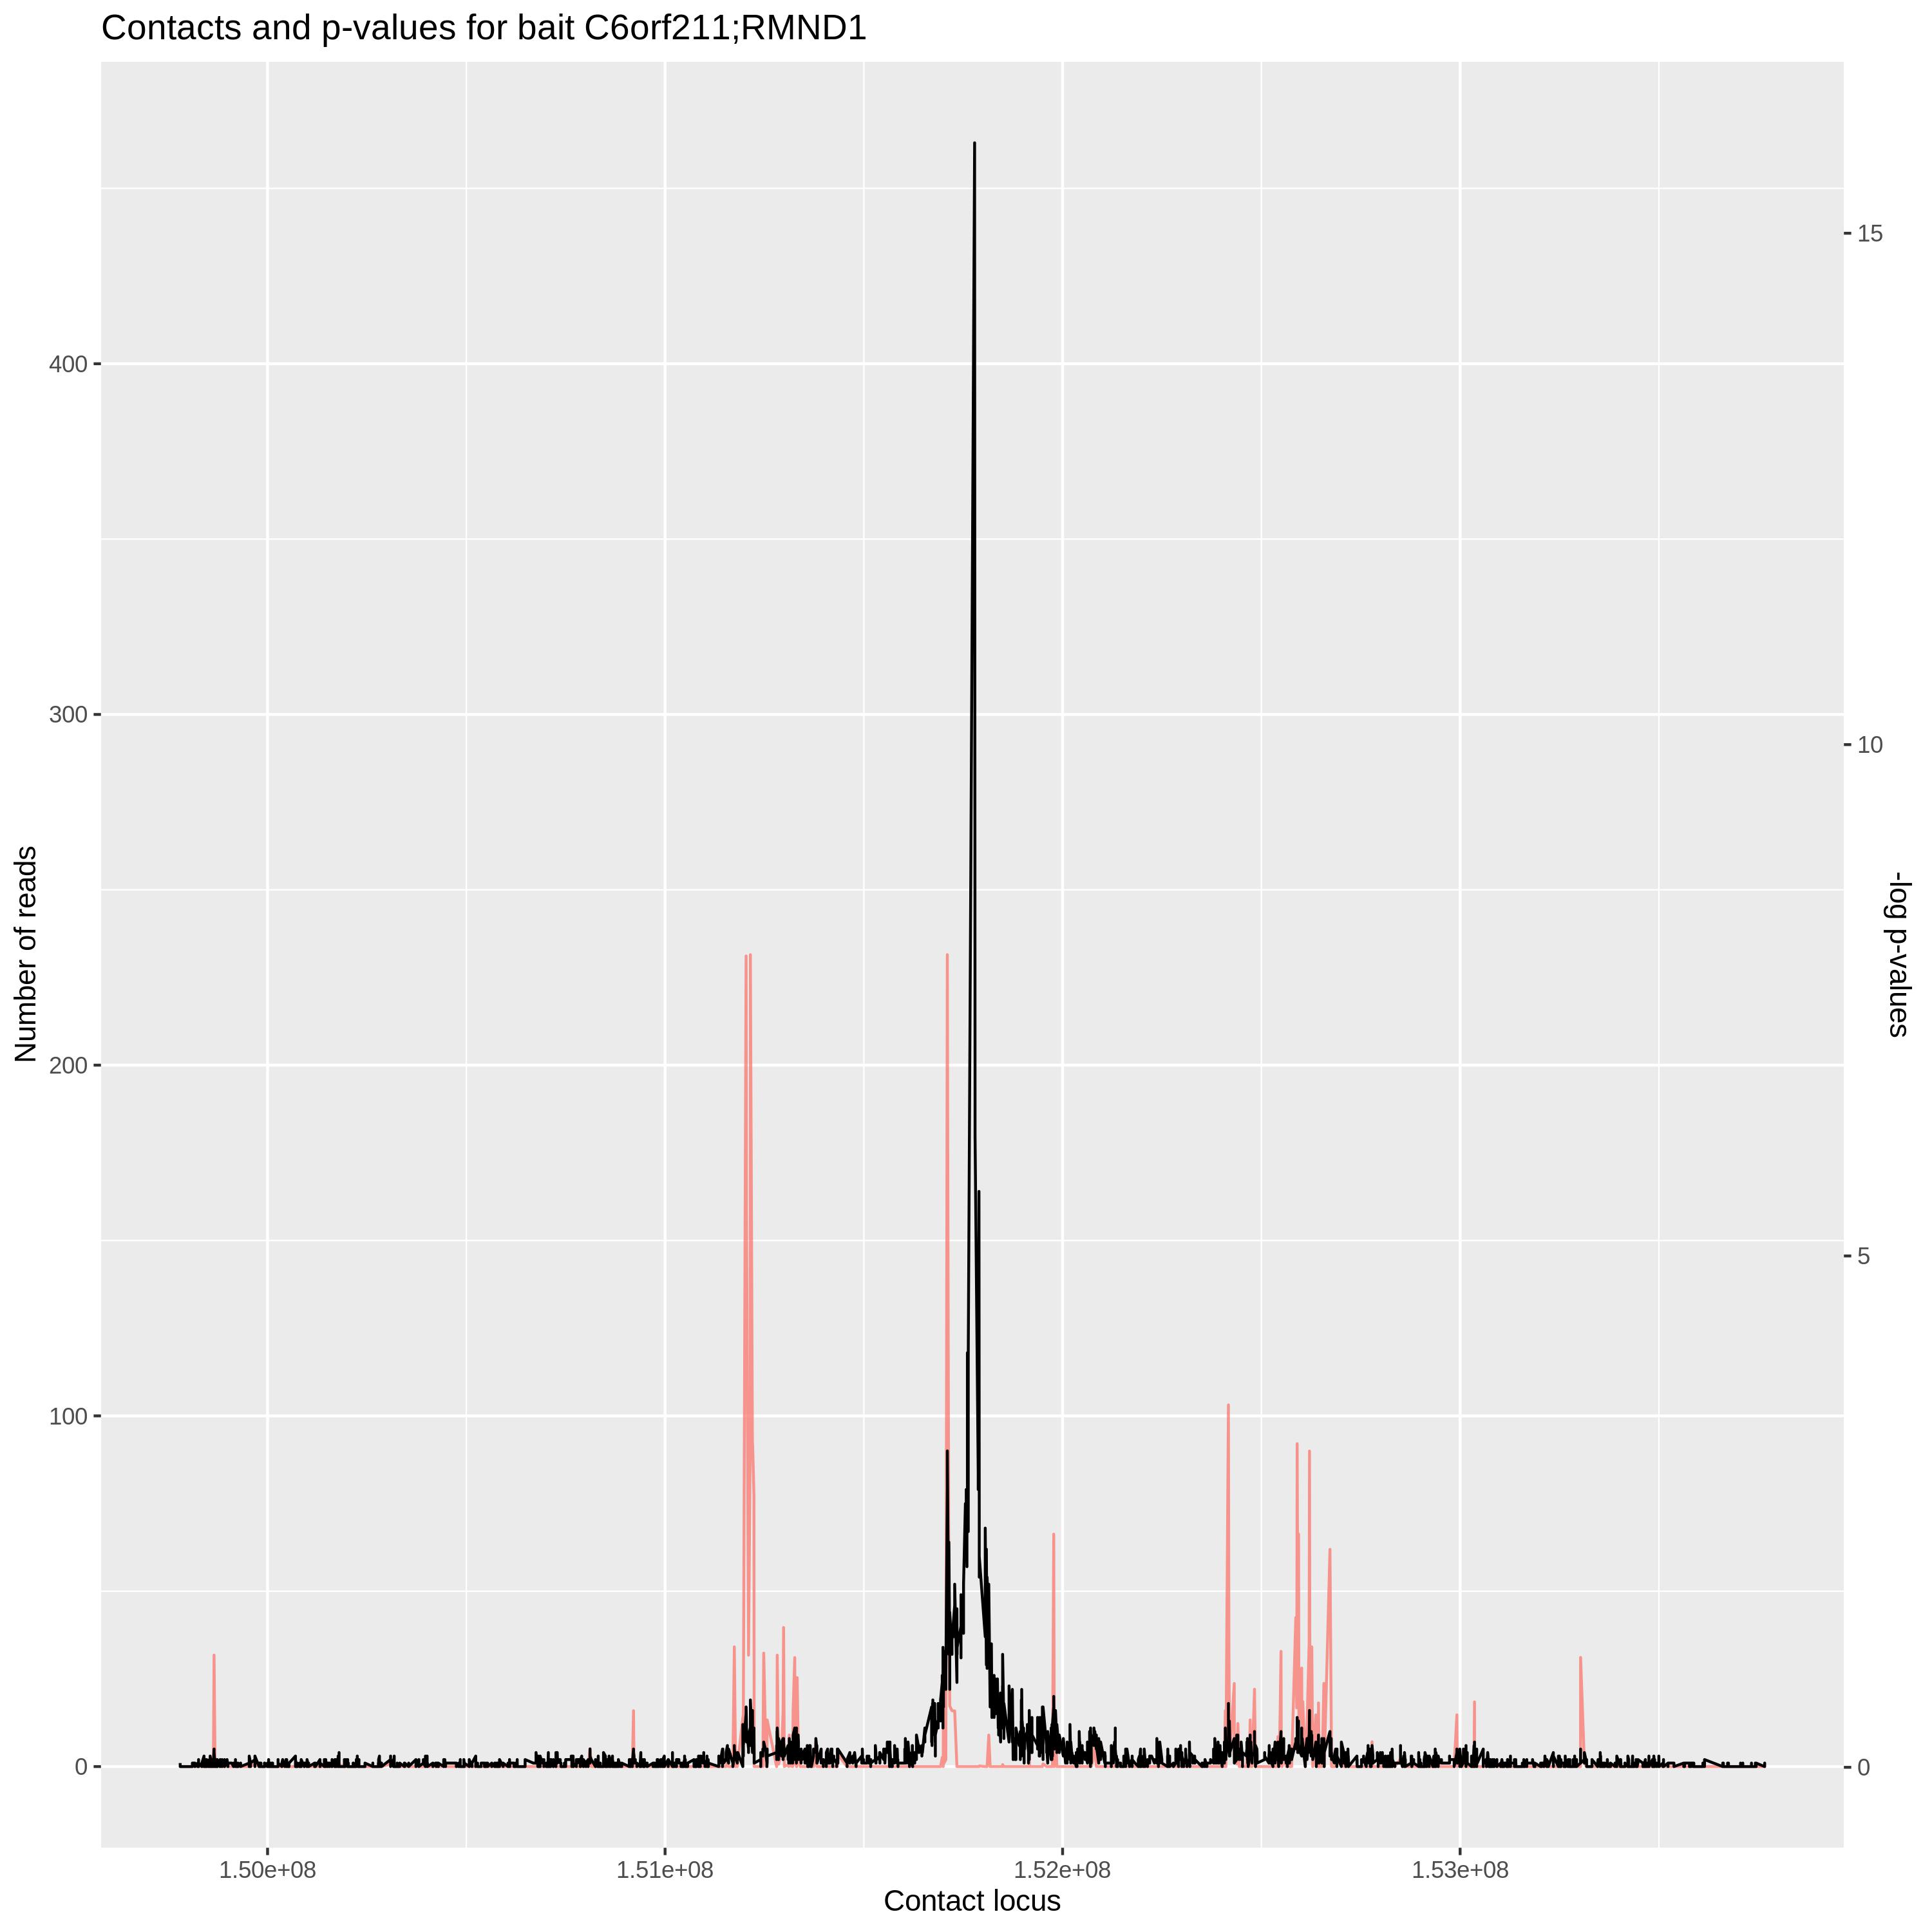 Contacts and p-values for bait C6orf211;RMND1
Number of reads
400
300
200
100
0
15
10
5
0
-log p-values
1.50e+08
1.51e+08
1.52e+08
1.53e+08
Contact locus